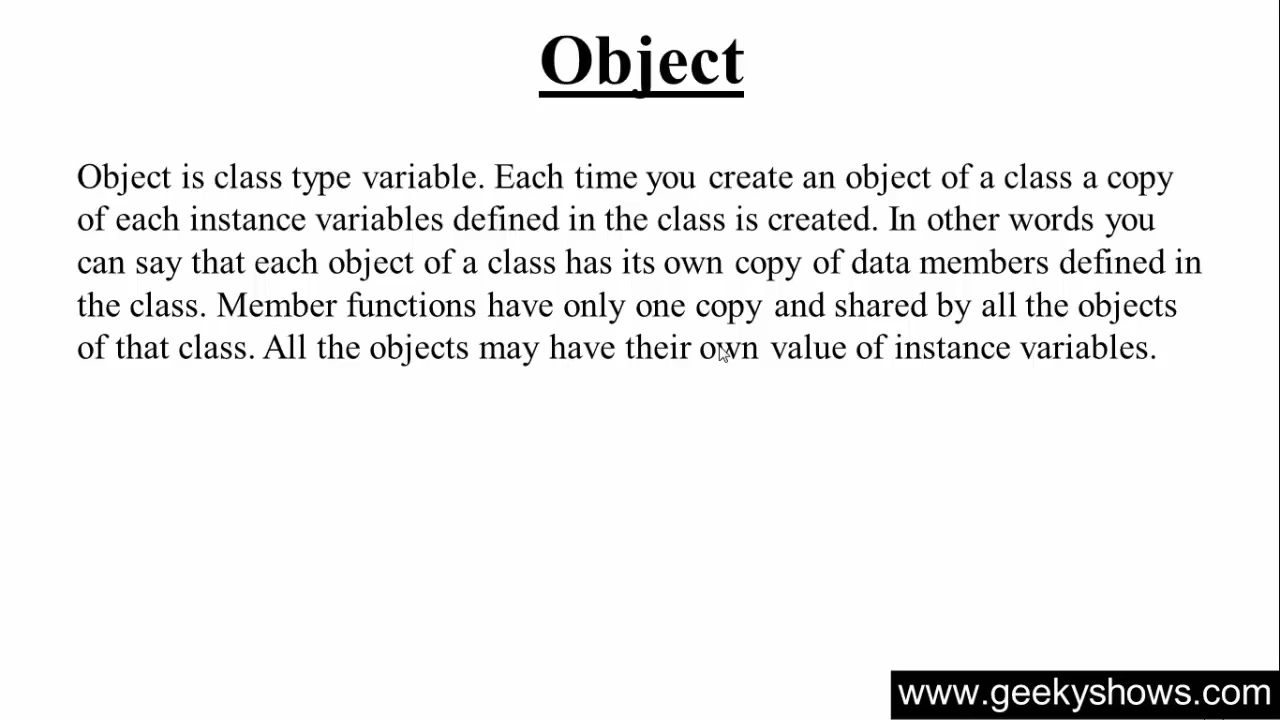 Object
Object is class type variable. Each time you create an object of a class a copy
of each instance variables defined in the class is created. In other words you
can say that each object of a class has its own copy of data members defined in
the class. Member functions have only one copy and shared by all the objects
of that class. All the objects may have their own value of instance variables.
www.geekyshows.com